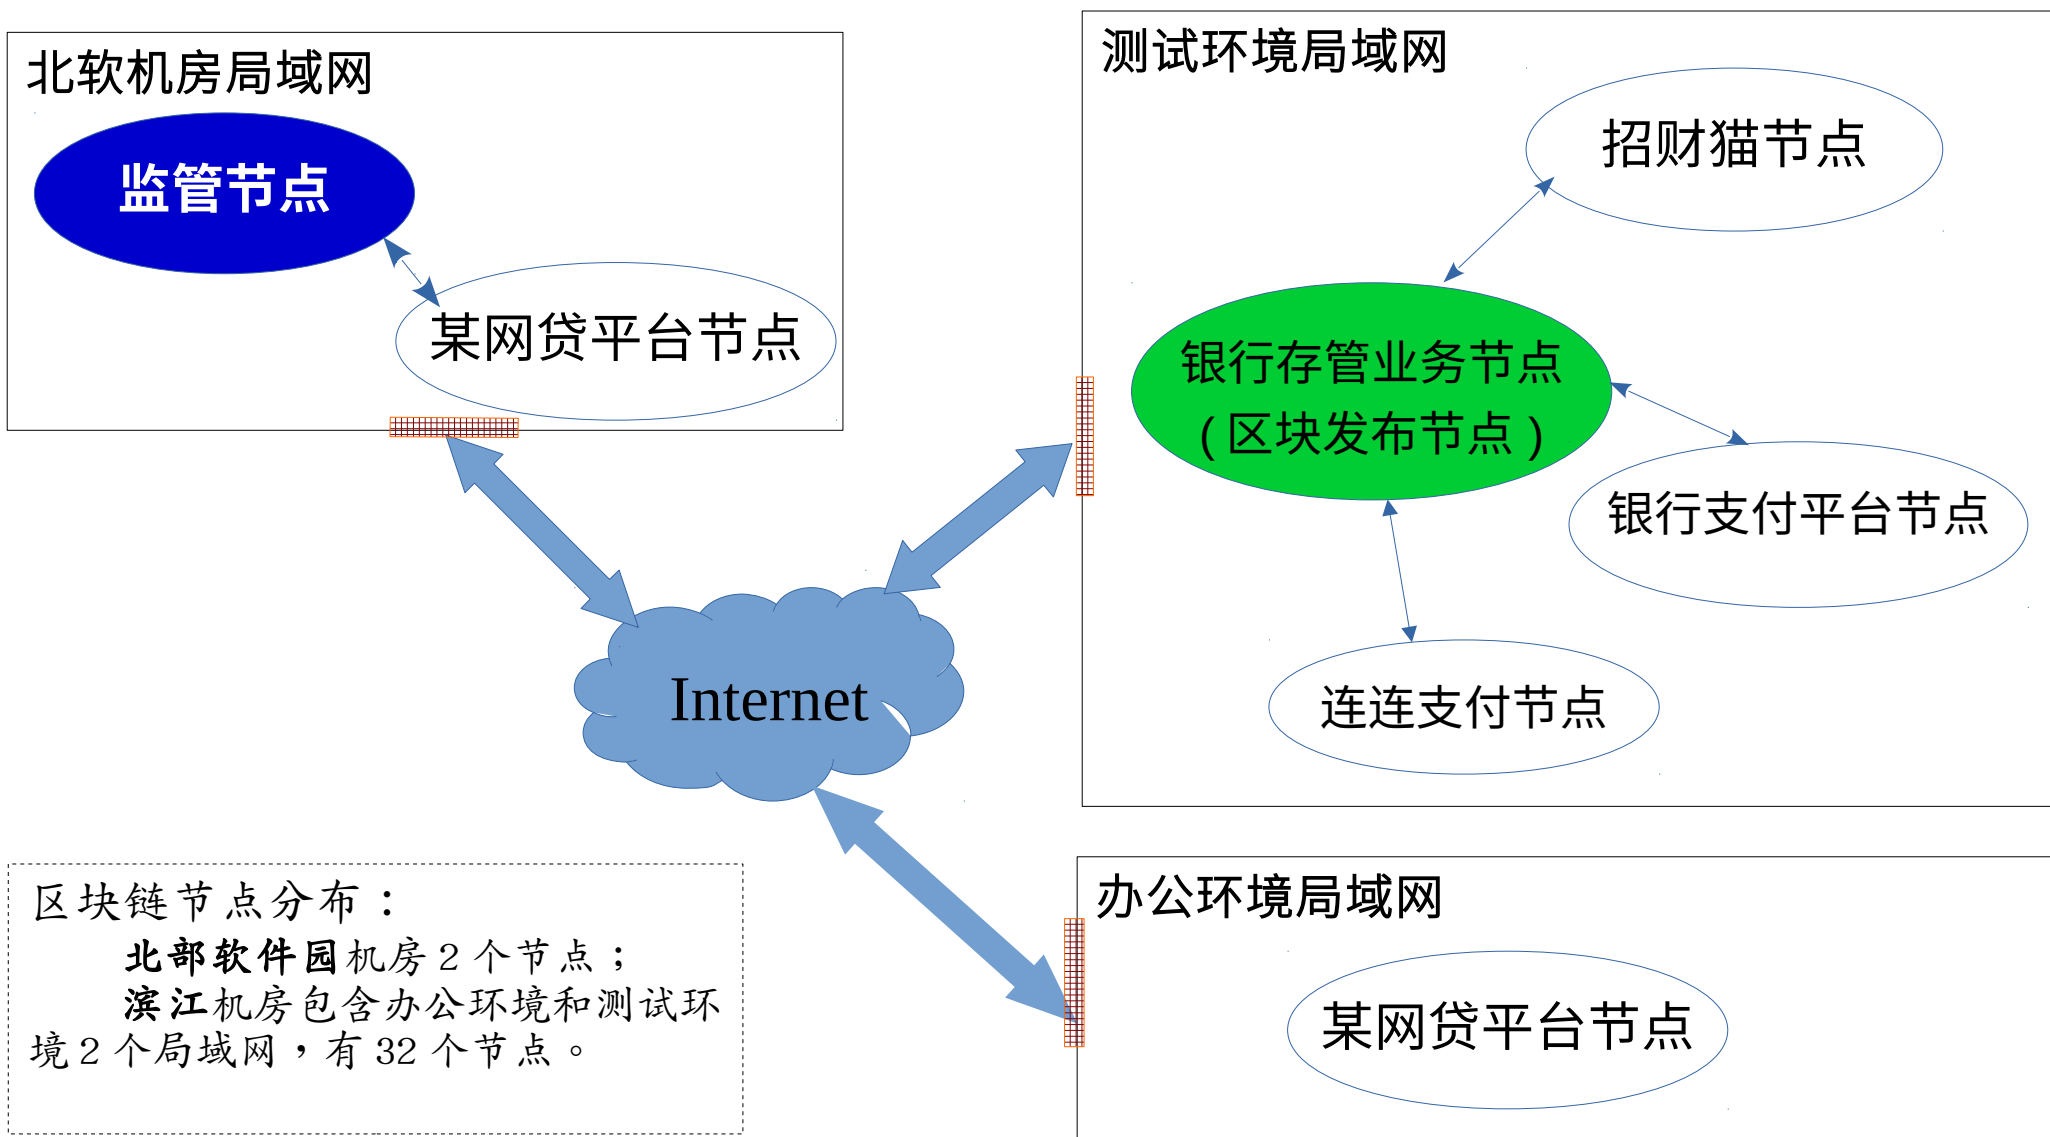 北软机房局域网
监管节点
某网贷平台节点
测试环境局域网
招财猫节点
银行存管业务节点
（区块发布节点）
银行支付平台节点
连连支付节点
Internet
区块链节点分布：
北部软件园机房2个节点；
滨江机房包含办公环境和测试环
境2个局域网，有32个节点。
办公环境局域网
某网贷平台节点